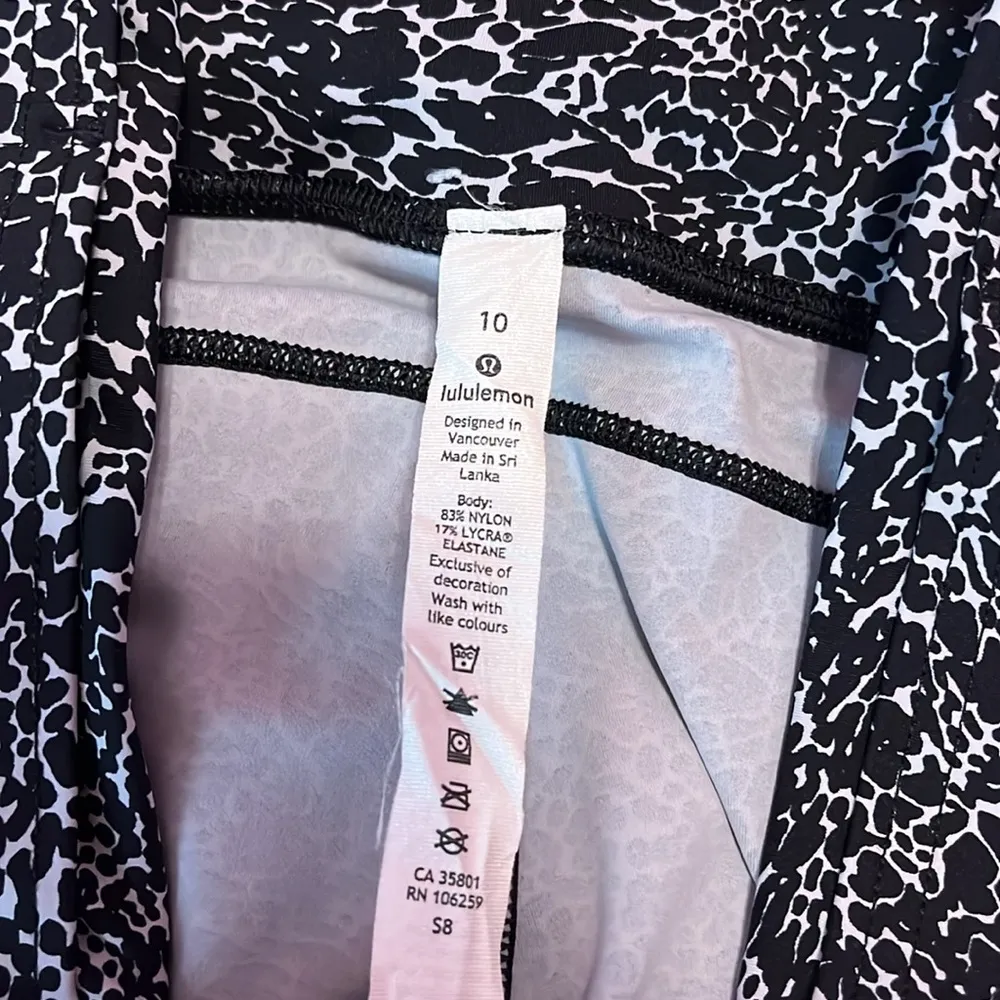 10
lululemon
Designed in
Vancouver
Made in Sri
Lanka
Body:
83% NYLON
17% LYCRA®
ELASTANE
Exclusive of
decoration
Wash with
like colours
30C
CA 35801
RN 106259
S8